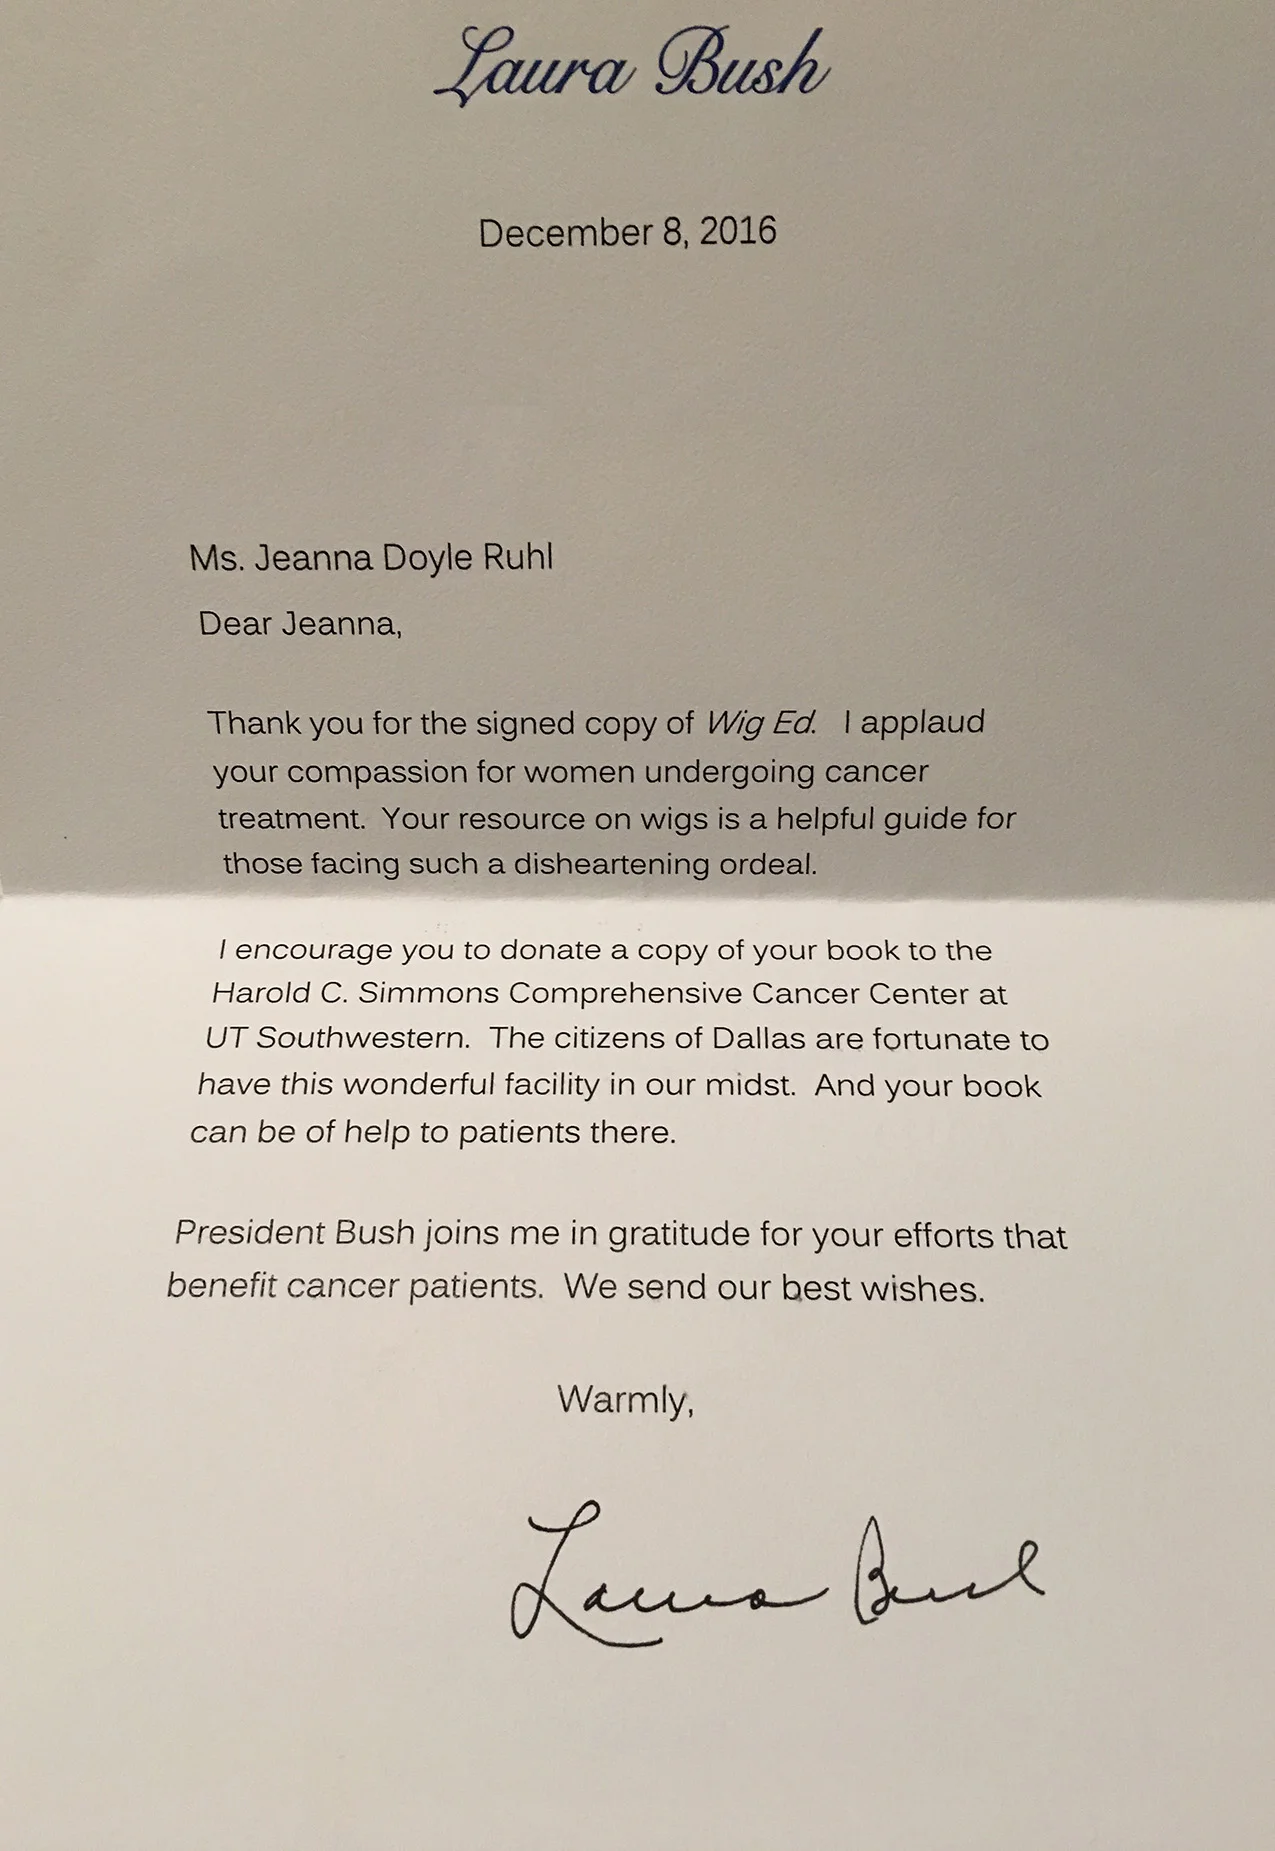 Laura Bush
December 8, 2016
Ms. Jeanna Doyle Ruhl
Dear Jeanna,
Thank you for the signed copy of Wig Ed. I applaud
your compassion for women undergoing cancer
treatment. Your resource on wigs is a helpful guide for
those facing such a disheartening ordeal.
I encourage you to donate a copy of your book to the
Harold C. Simmons Comprehensive Cancer Center at
UT Southwestern. The citizens of Dallas are fortunate to
have this wonderful facility in our midst. And your book
can be of help to patients there.
President Bush joins me in gratitude for your efforts that
benefit cancer patients. We send our best wishes.
Warmly,
Laura Bush